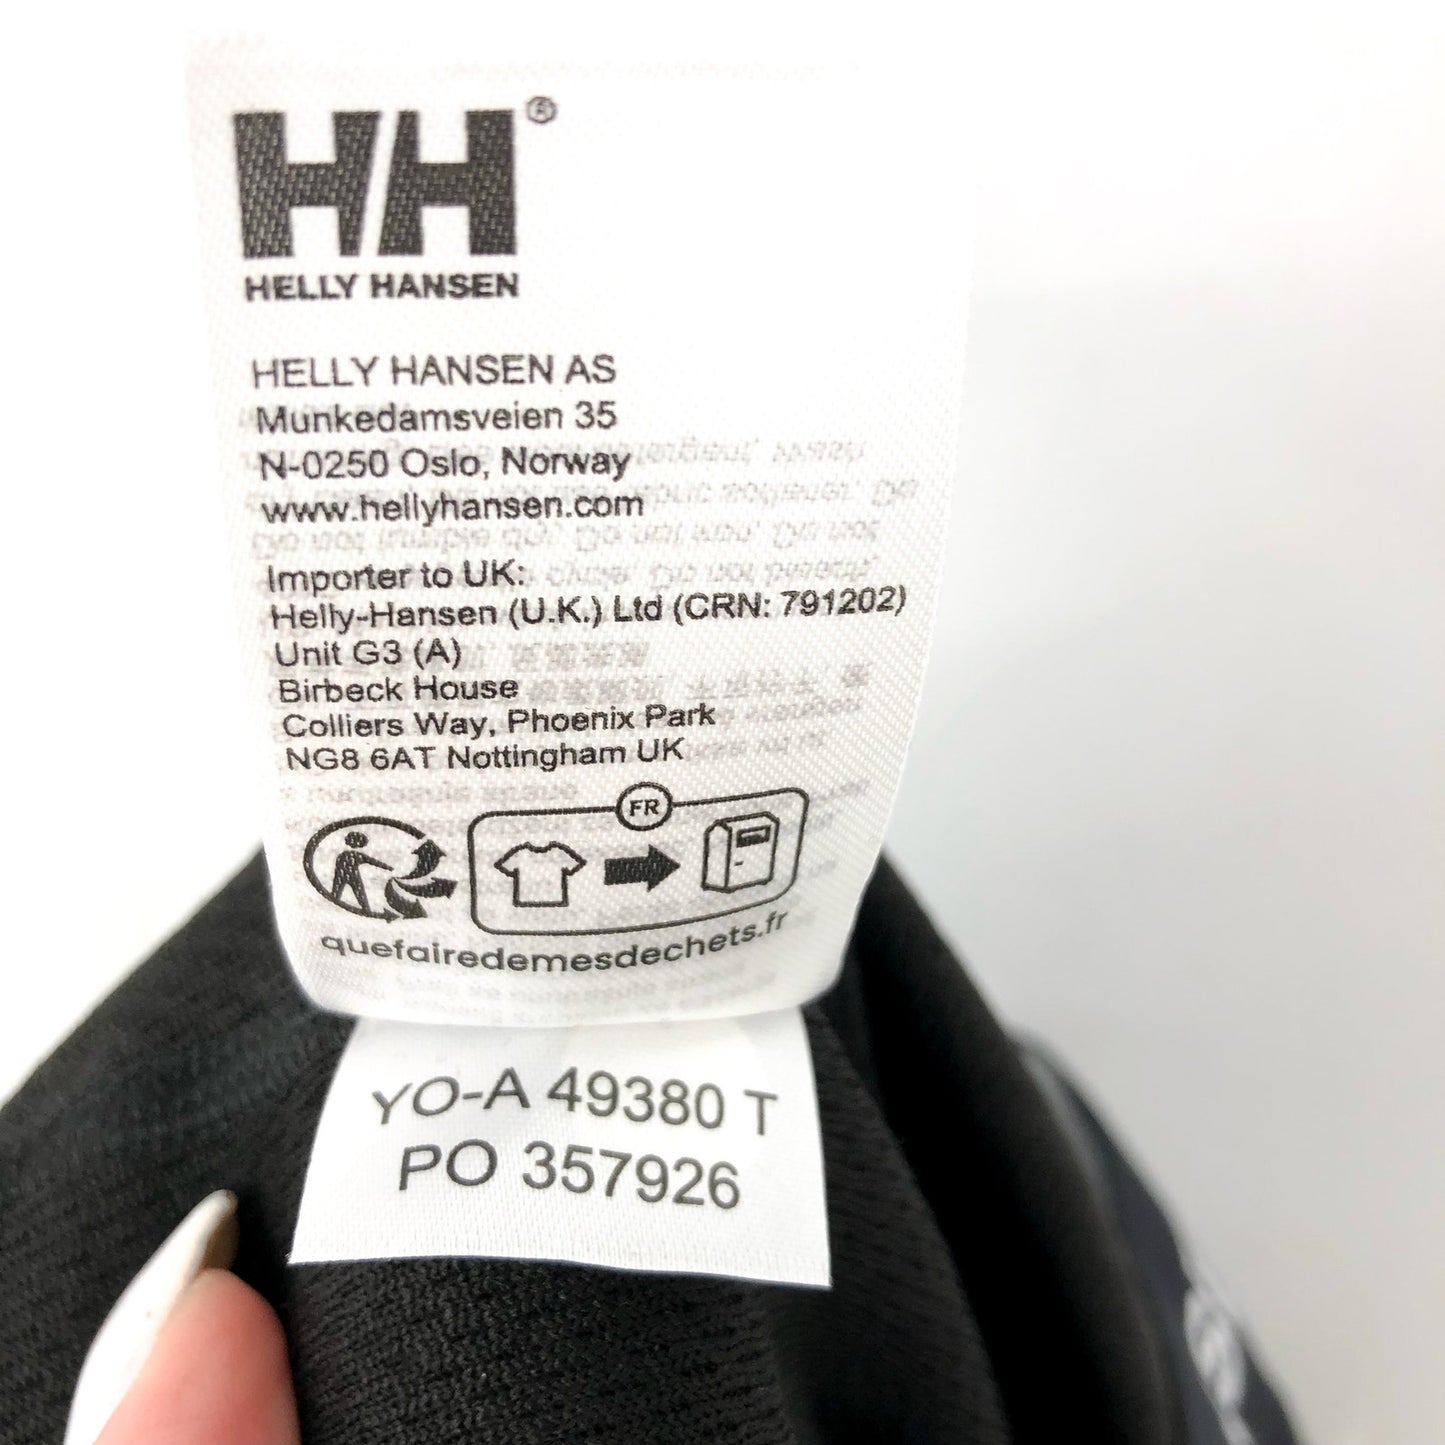 HH®
HELLY HANSEN
HELLY HANSEN AS
Munkedamsveien 35
N-0250 Oslo, Norway
www.hellyhansen.com
Importer to UK:
Helly-Hansen (U.K.) Ltd (CRN: 791202)
Unit G3 (A)
Birbeck House
Colliers Way, Phoenix Park
NG8 6AT Nottingham UK
FR
quefairedemesdechets.fr
YO-A 49380 T
PO 357926